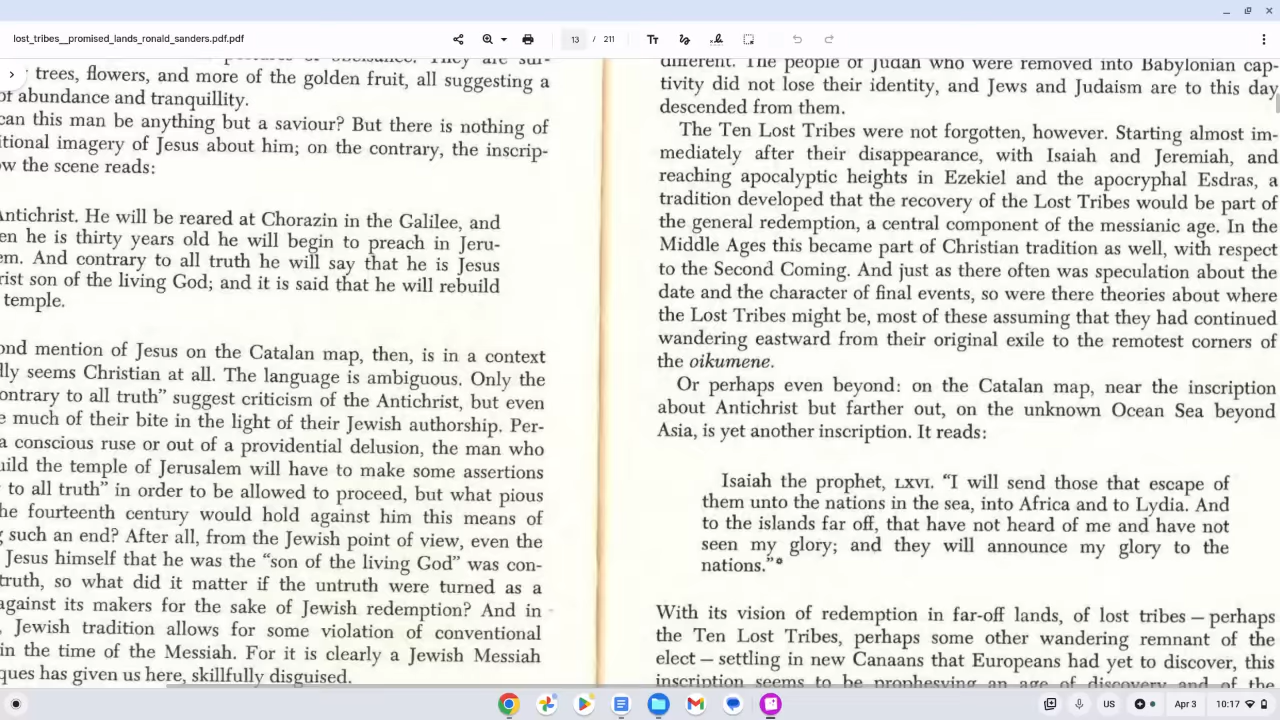 lost_tribes__promised_lands_ronald_sanders.pdf.pdf
13 / 211
trees, flowers, and more of the golden fruit, all suggesting a
of abundance and tranquillity.
can this man be anything but a saviour? But there is nothing of
itional imagery of Jesus about him; on the contrary, the inscrip-
ow the scene reads:
Antichrist. He will be reared at Chorazin in the Galilee, and
en he is thirty years old he will begin to preach in Jeru-
em. And contrary to all truth he will say that he is Jesus
rist son of the living God; and it is said that he will rebuild
temple.
ond mention of Jesus on the Catalan map, then, is in a context
lly seems Christian at all. The language is ambiguous. Only the
ontrary to all truth" suggest criticism of the Antichrist, but even
e much of their bite in the light of their Jewish authorship. Per-
a conscious ruse or out of a providential delusion, the man who
uild the temple of Jerusalem will have to make some assertions
to all truth" in order to be allowed to proceed, but what pious
he fourteenth century would hold against him this means of
g such an end? After all, from the Jewish point of view, even the
Jesus himself that he was the "son of the living God" was con-
truth, so what did it matter if the untruth were turned as a
against its makers for the sake of Jewish redemption? And in
, Jewish tradition allows for some violation of conventional
in the time of the Messiah. For it is clearly a Jewish Messiah
ques has given us here, skillfully disguised.
different. The people of Judah who were removed into Babylonian cap-
tivity did not lose their identity, and Jews and Judaism are to this day
descended from them.
The Ten Lost Tribes were not forgotten, however. Starting almost im-
mediately after their disappearance, with Isaiah and Jeremiah, and
reaching apocalyptic heights in Ezekiel and the apocryphal Esdras, a
tradition developed that the recovery of the Lost Tribes would be part of
the general redemption, a central component of the messianic age. In the
Middle Ages this became part of Christian tradition as well, with respect
to the Second Coming. And just as there often was speculation about the
date and the character of final events, so were there theories about where
the Lost Tribes might be, most of these assuming that they had continued
wandering eastward from their original exile to the remotest corners of
the oikumene.
Or perhaps even beyond: on the Catalan map, near the inscription
about Antichrist but farther out, on the unknown Ocean Sea beyond
Asia, is yet another inscription. It reads:
Isaiah the prophet, LXVI. "I will send those that escape of
them unto the nations in the sea, into Africa and to Lydia. And
to the islands far off, that have not heard of me and have not
seen my glory; and they will announce my glory to the
nations."*
With its vision of redemption in far-off lands, of lost tribes – perhaps
the Ten Lost Tribes, perhaps some other wandering remnant of the
elect – settling in new Canaans that Europeans had yet to discover, this
inscription seems to be prophesying an age of discovery and of the
US
Apr 3
10:17